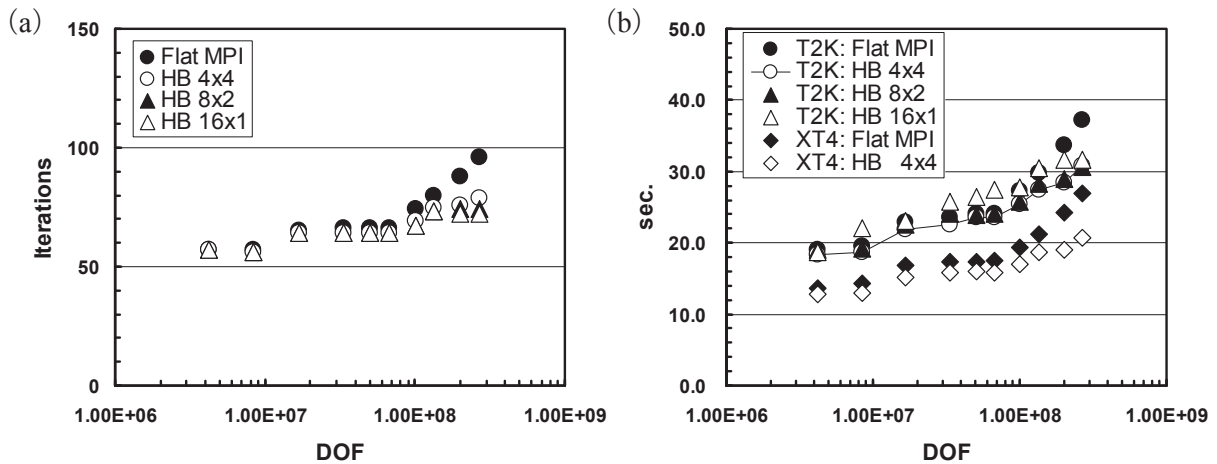 (a)
150
100
50
0
Iterations
Flat MPI
HB 4x4
HB 8x2
HB 16x1
1.00E+06
1.00E+07
1.00E+08
1.00E+09
DOF
(b)
50.0
40.0
30.0
20.0
10.0
0.0
sec.
T2K: Flat MPI
T2K: HB 4x4
T2K: HB 8x2
T2K: HB 16x1
XT4: Flat MPI
XT4: HB 4x4
1.00E+06
1.00E+07
1.00E+08
1.00E+09
DOF